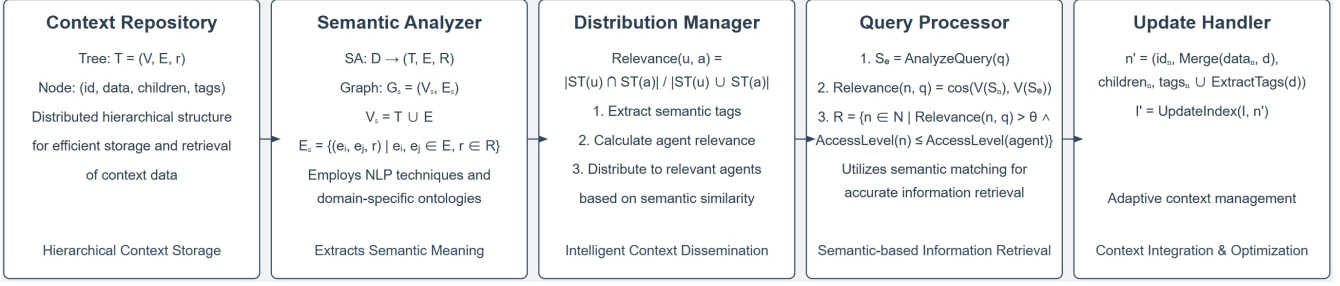 Context Repository
Tree: T = (V, E, r)
Node: (id, data, children, tags)
Distributed hierarchical structure
for efficient storage and retrieval
of context data
Hierarchical Context Storage
Semantic Analyzer
SA: D → (T, E, R)
Graph: Gₛ = (Vₛ, Eₛ)
Vₛ = T ∪ E
Eₛ = {(eᵢ, eⱼ, r) | eᵢ, eⱼ ∈ E, r ∈ R}
Employs NLP techniques and
domain-specific ontologies
Extracts Semantic Meaning
Distribution Manager
Relevance(u, a) =
|ST(u) ∩ ST(a)| / |ST(u) ∪ ST(a)|
1. Extract semantic tags
2. Calculate agent relevance
3. Distribute to relevant agents
based on semantic similarity
Intelligent Context Dissemination
Query Processor
1. Sₑ = AnalyzeQuery(q)
2. Relevance(n, q) = cos(V(Sₙ), V(Sₑ))
3. R = {n ∈ N | Relevance(n, q) > θ ∧
AccessLevel(n) ≤ AccessLevel(agent)}
Utilizes semantic matching for
accurate information retrieval
Semantic-based Information Retrieval
Update Handler
n' = (idₙ, Merge(dataₙ, d),
childrenₙ, tagsₙ ∪ ExtractTags(d))
I' = UpdateIndex(I, n')
Adaptive context management
Context Integration & Optimization